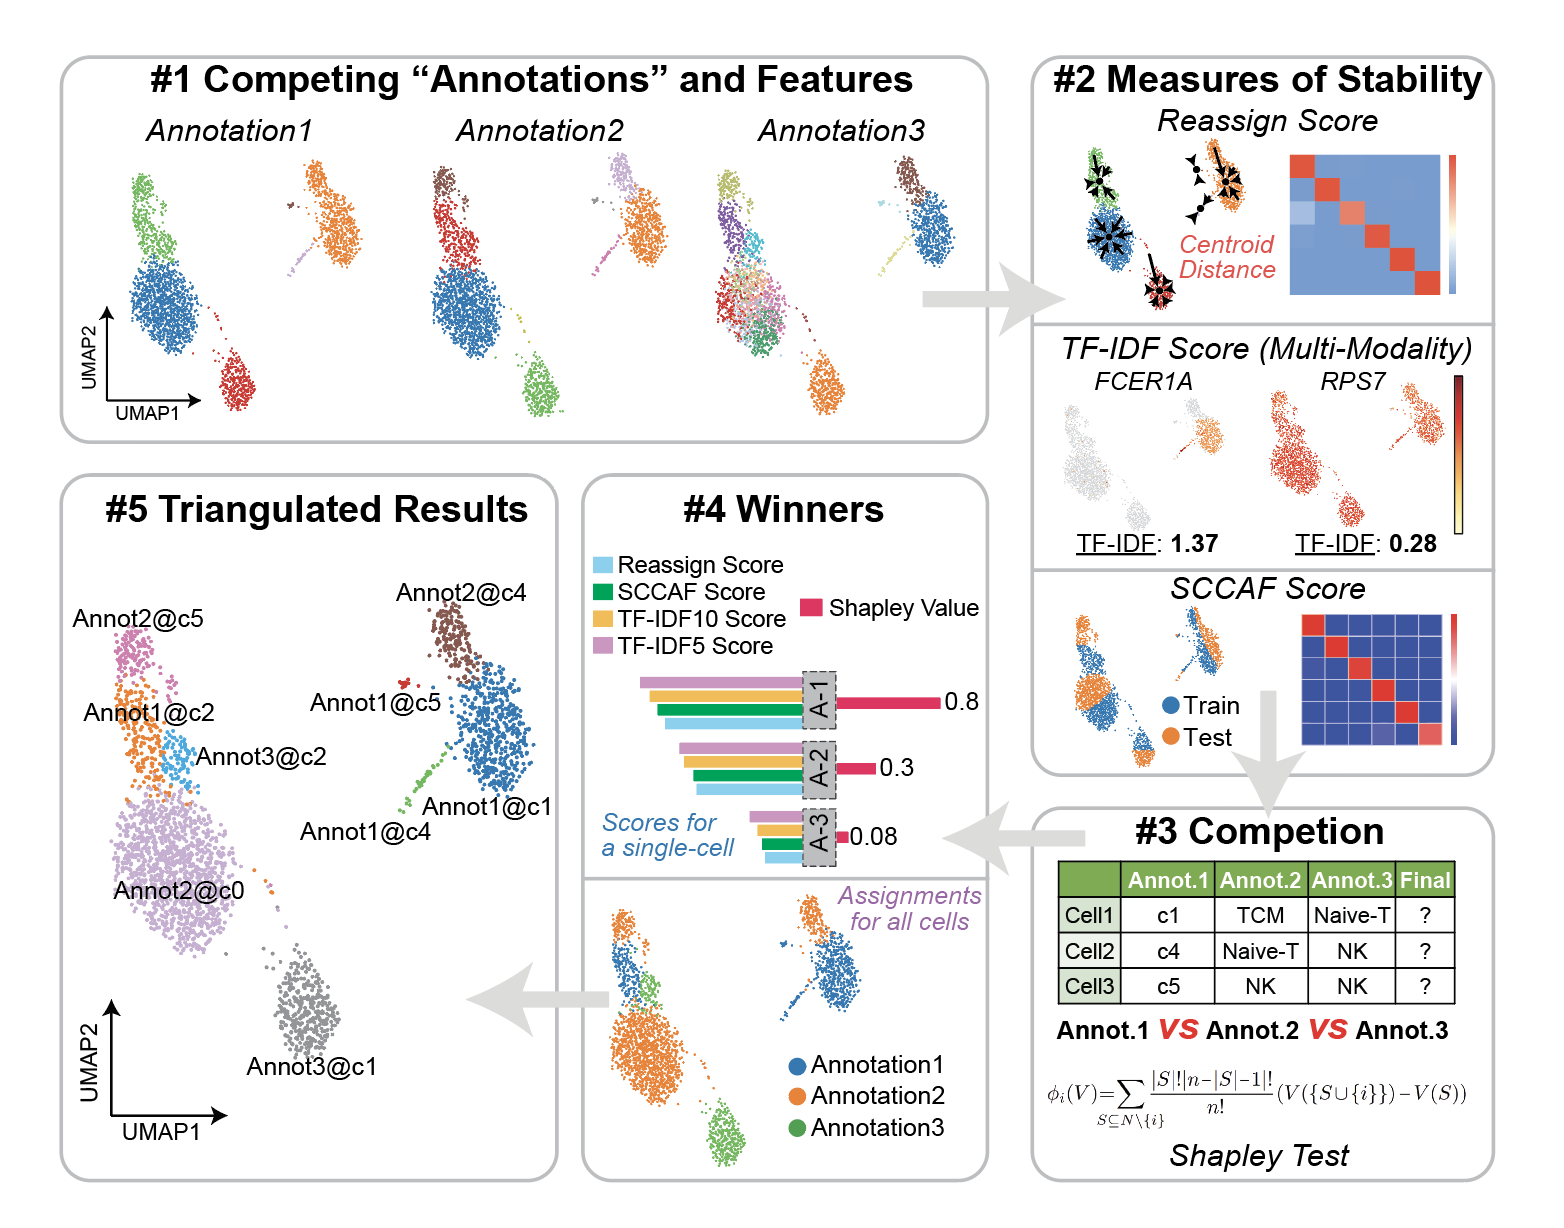 #1 Competing “Annotations” and Features
Annotation1
Annotation2
Annotation3
UMAP2
UMAP1
#2 Measures of Stability
Reassign Score
Centroid
Distance
TF-IDF Score (Multi-Modality)
FCER1A
RPS7
TF-IDF: 1.37
TF-IDF: 0.28
SCCAF Score
Train
Test
#3 Competion
Annot.1 Annot.2 Annot.3 Final
Cell1 c1 TCM Naive-T ?
Cell2 c4 Naive-T NK ?
Cell3 c5 NK NK ?
Annot.1 VS Annot.2 VS Annot.3
ϕᵢ(V)=∑_{S⊆N\{i}} |S|!|n−|S|−1|!/n! (V({S∪{i}})−V(S))
Shapley Test
#4 Winners
Reassign Score
SCCAF Score
TF-IDF10 Score
TF-IDF5 Score
Shapley Value
A-1
0.8
A-2
0.3
A-3
0.08
Scores for
a single-cell
Assignments
for all cells
Annotation1
Annotation2
Annotation3
#5 Triangulated Results
Annot2@c4
Annot2@c5
Annot1@c5
Annot1@c2
Annot3@c2
Annot1@c1
Annot1@c4
Annot2@c0
Annot3@c1
UMAP2
UMAP1